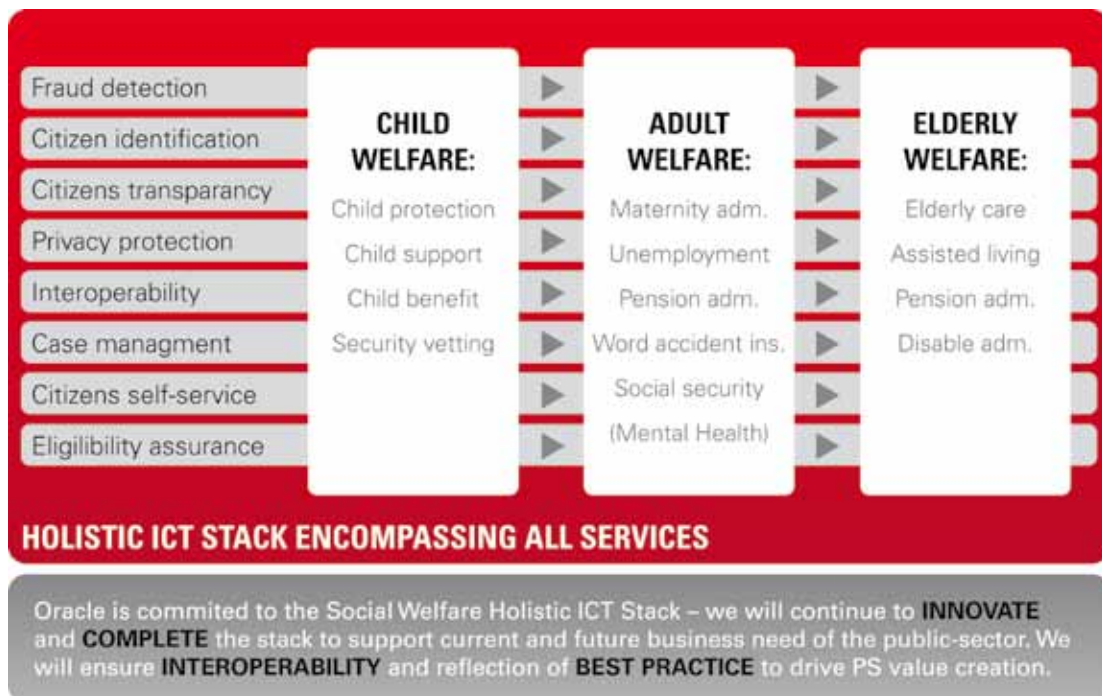 Fraud detection
Citizen identification
Citizens transparancy
Privacy protection
Interoperability
Case managment
Citizens self-service
Eligilibility assurance
CHILD
WELFARE:
Child protection
Child support
Child benefit
Security vetting
ADULT
WELFARE:
Maternity adm.
Unemployment
Pension adm.
Word accident ins.
Social security
(Mental Health)
ELDERLY
WELFARE:
Elderly care
Assisted living
Pension adm.
Disable adm.
HOLISTIC ICT STACK ENCOMPASSING ALL SERVICES
Oracle is commited to the Social Welfare Holistic ICT Stack – we will continue to INNOVATE
and COMPLETE the stack to support current and future business need of the public-sector. We
will ensure INTEROPERABILITY and reflection of BEST PRACTICE to drive PS value creation.